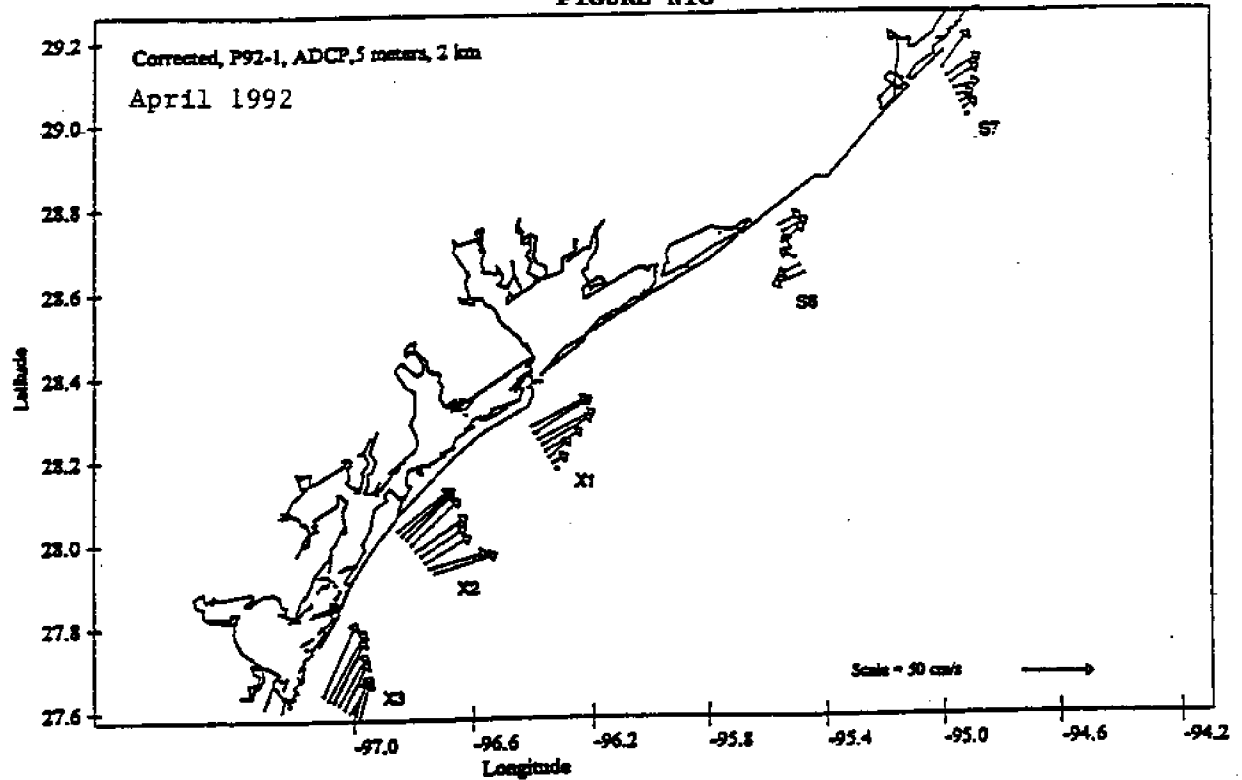 FIGURE N18
Corrected, P92-1, ADCP,5 meters, 2 km
April 1992
29.2
29.0
28.8
28.6
28.4
28.2
28.0
27.8
27.6
Latitude
S7
S8
X1
X2
X3
Scale = 50 cm/s
-97.0
-96.6
-96.2
-95.8
-95.4
-95.0
-94.6
-94.2
Longitude